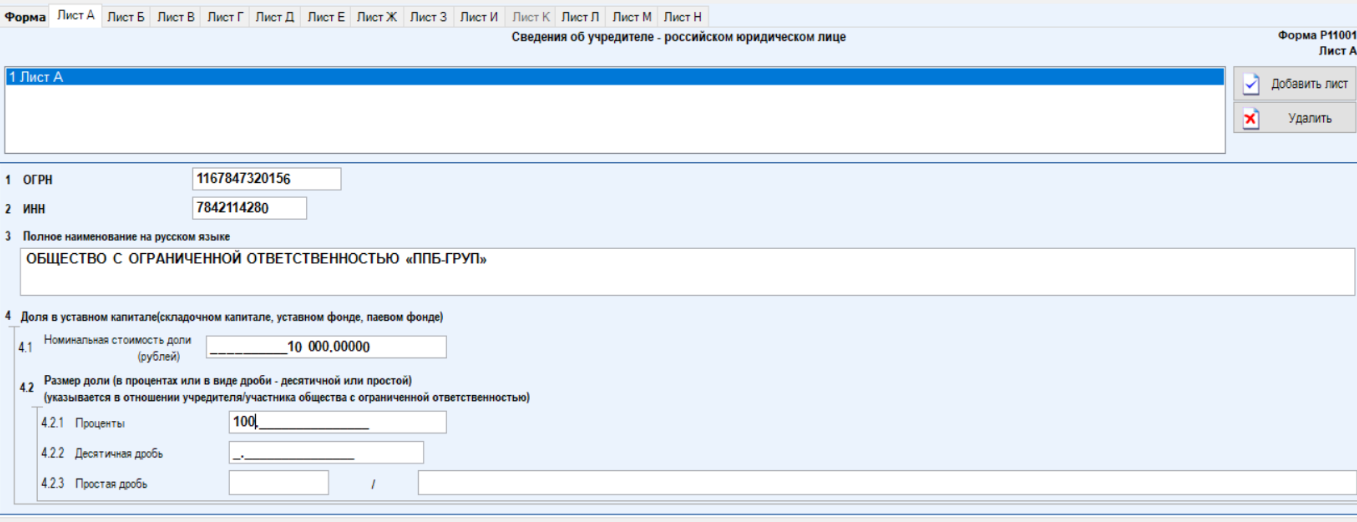 Форма Лист А Лист Б Лист В Лист Г Лист Д Лист Е Лист Ж Лист З Лист И Лист К Лист Л Лист М Лист Н
Сведения об учредителе - российском юридическом лице
Форма Р11001
Лист А
1 Лист А
Добавить лист
Удалить
1 ОГРН 1167847320156
2 ИНН 7842114280
3 Полное наименование на русском языке
ОБЩЕСТВО С ОГРАНИЧЕННОЙ ОТВЕТСТВЕННОСТЬЮ «ППБ-ГРУП»
4 Доля в уставном капитале(складочном капитале, уставном фонде, паевом фонде)
4.1 Номинальная стоимость доли
(рублей) __________10 000.00000
4.2 Размер доли (в процентах или в виде дроби - десятичной или простой)
(указывается в отношении учредителя/участника общества с ограниченной ответственностью)
4.2.1 Проценты 100._______________
4.2.2 Десятичная дробь _._______________
4.2.3 Простая дробь /